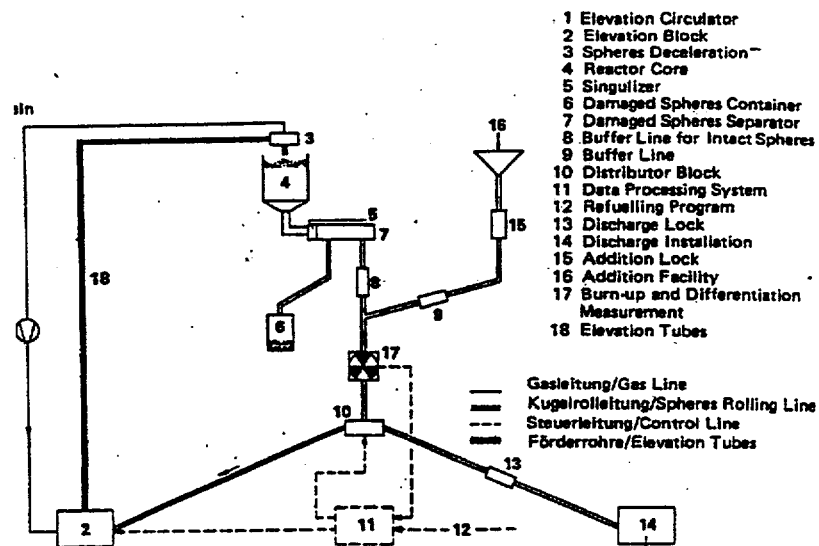 1 Elevation Circulator
2 Elevation Block
3 Spheres Deceleration
4 Reactor Core
5 Singulizer
6 Damaged Spheres Container
7 Damaged Spheres Separator
8 Buffer Line for Intact Spheres
9 Buffer Line
10 Distributor Block
11 Data Processing System
12 Refuelling Program
13 Discharge Lock
14 Discharge Installation
15 Addition Lock
16 Addition Facility
17 Burn-up and Differentiation
Measurement
18 Elevation Tubes
Gasleitung/Gas Line
Kugelrolleitung/Spheres Rolling Line
Steuerleitung/Control Line
Förderrohre/Elevation Tubes
3
4
5
7
18
8
6
9
15
16
17
10
13
2
11
12
14